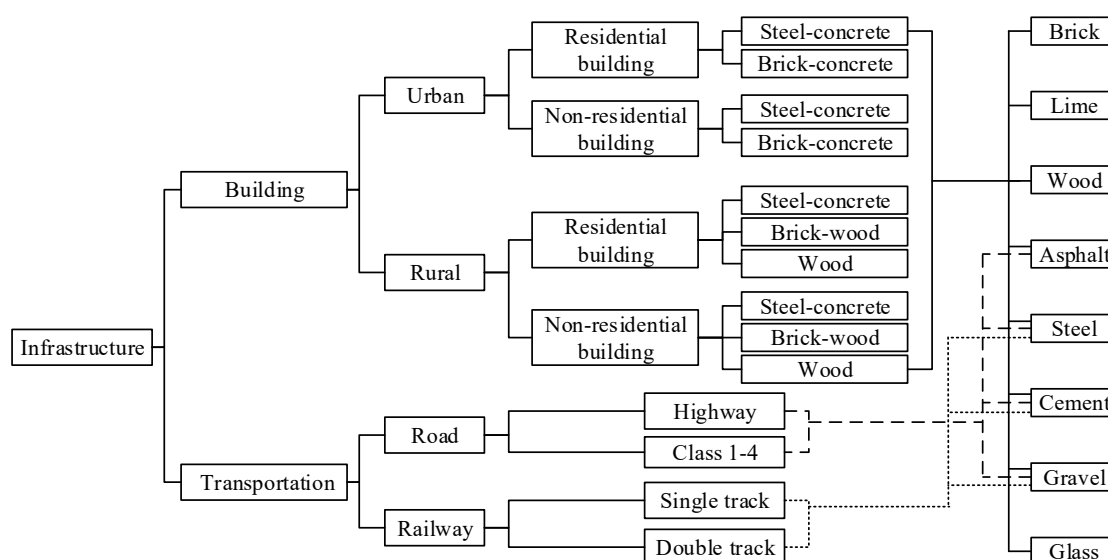 Infrastructure
Building
Transportation
Urban
Rural
Road
Railway
Residential
building
Non-residential
building
Residential
building
Non-residential
building
Steel-concrete
Brick-concrete
Steel-concrete
Brick-concrete
Steel-concrete
Brick-wood
Wood
Steel-concrete
Brick-wood
Wood
Highway
Class 1-4
Single track
Double track
Brick
Lime
Wood
Asphalt
Steel
Cement
Gravel
Glass